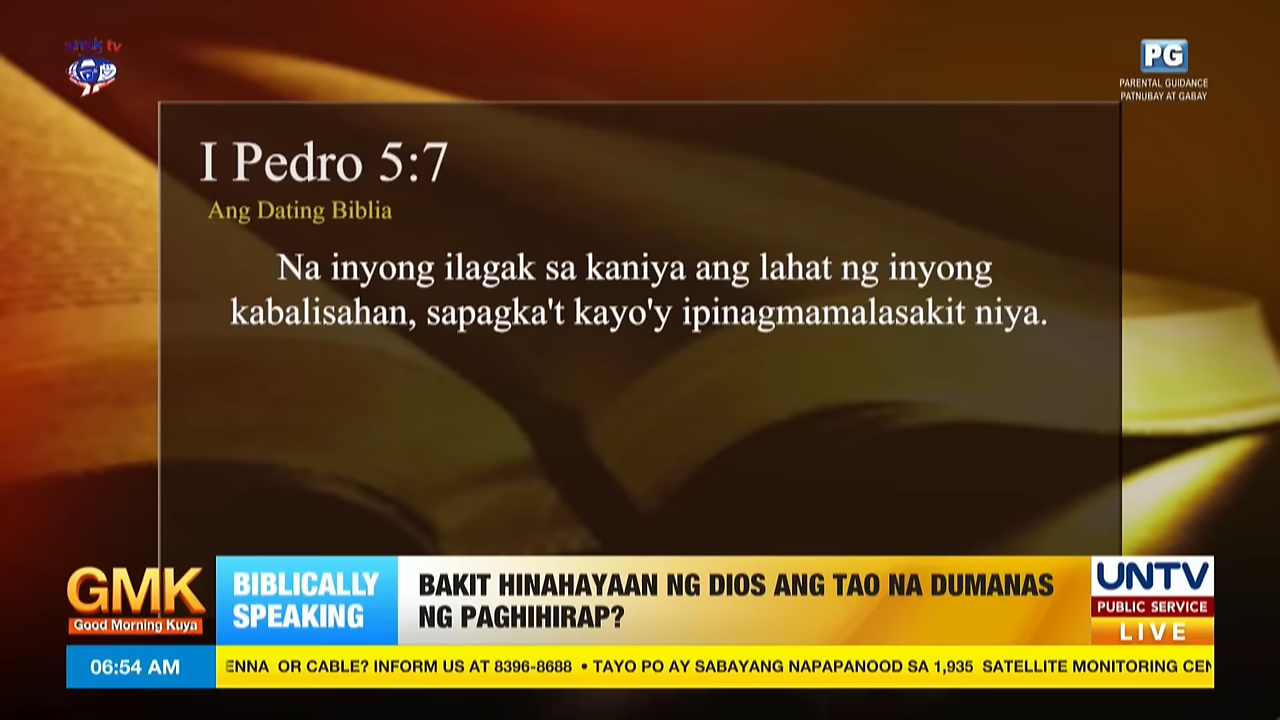 tv
PG
PARENTAL GUIDANCE
PATNUBAY AT GABAY
I Pedro 5:7
Ang Dating Biblia
Na inyong ilagak sa kaniya ang lahat ng inyong
kabalisahan, sapagka't kayo'y ipinagmamalasakit niya.
GMK
Good Morning Kuya
BIBLICALLY
SPEAKING
BAKIT HINAHAYAAN NG DIOS ANG TAO NA DUMANAS
NG PAGHIHIRAP?
UNTV
PUBLIC SERVICE
LIVE
06:54 AM
OR CABLE? INFORM US AT 8396-8688 • TAYO PO AY SABAYANG NAPAPANOOD SA 1,935 SATELLITE MONITORING